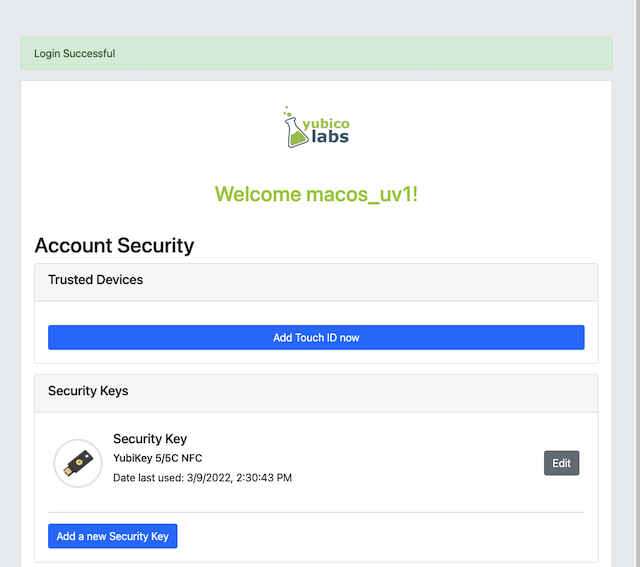 Login Successful
yubico
labs
Welcome macos_uv1!
Account Security
Trusted Devices
Add Touch ID now
Security Keys
Security Key
YubiKey 5/5C NFC
Date last used: 3/9/2022, 2:30:43 PM
Edit
Add a new Security Key